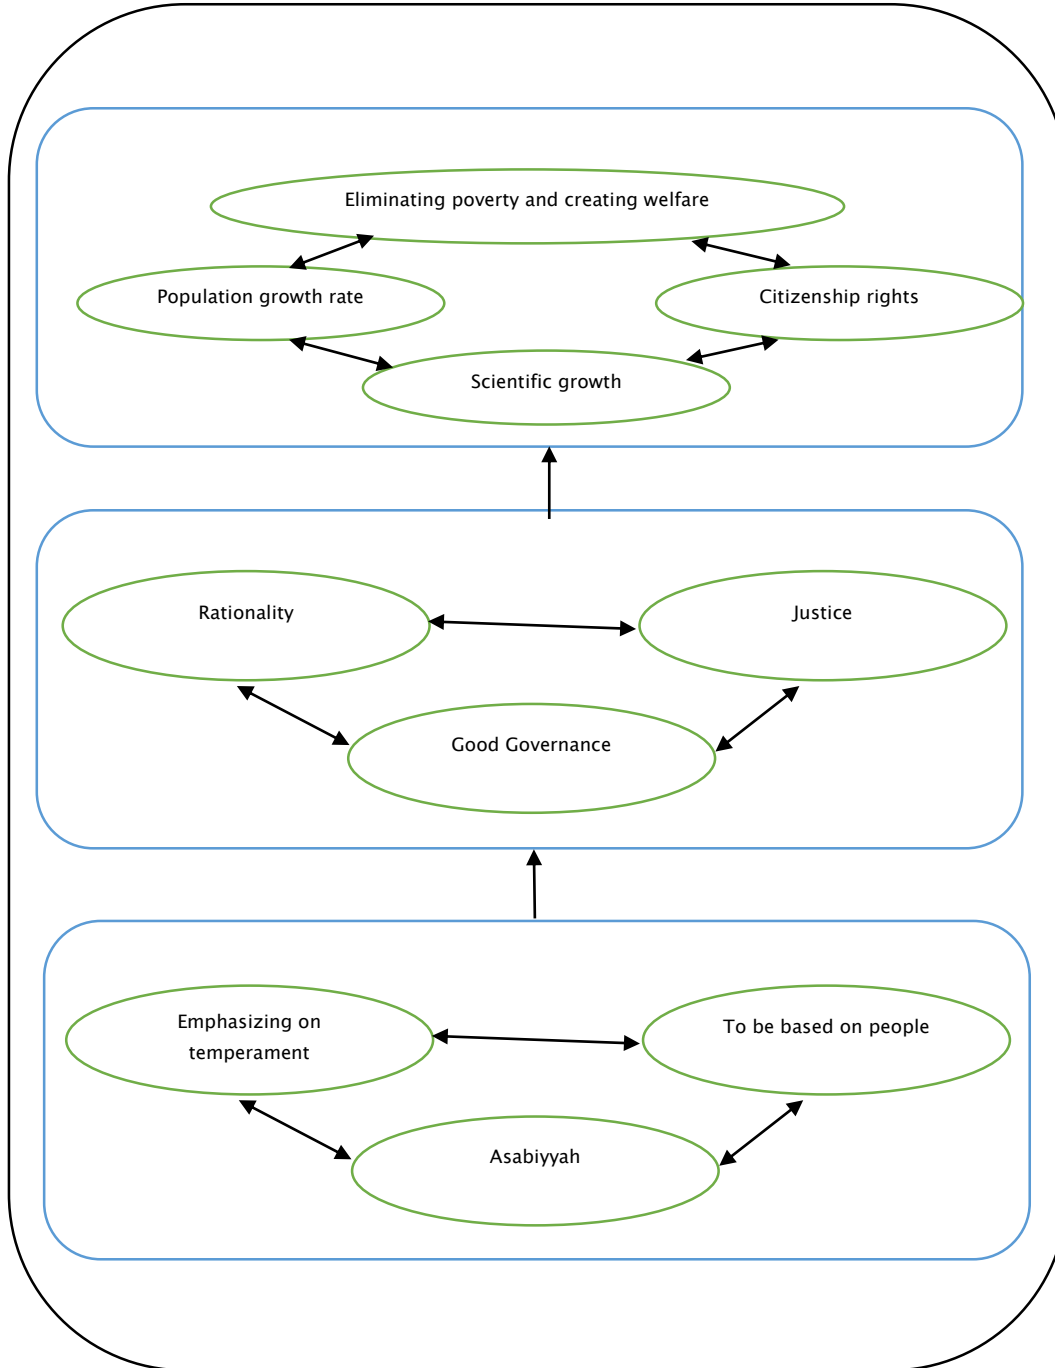 Eliminating poverty and creating welfare
Population growth rate
Citizenship rights
Scientific growth
Rationality
Justice
Good Governance
Emphasizing on
temperament
To be based on people
Asabiyyah